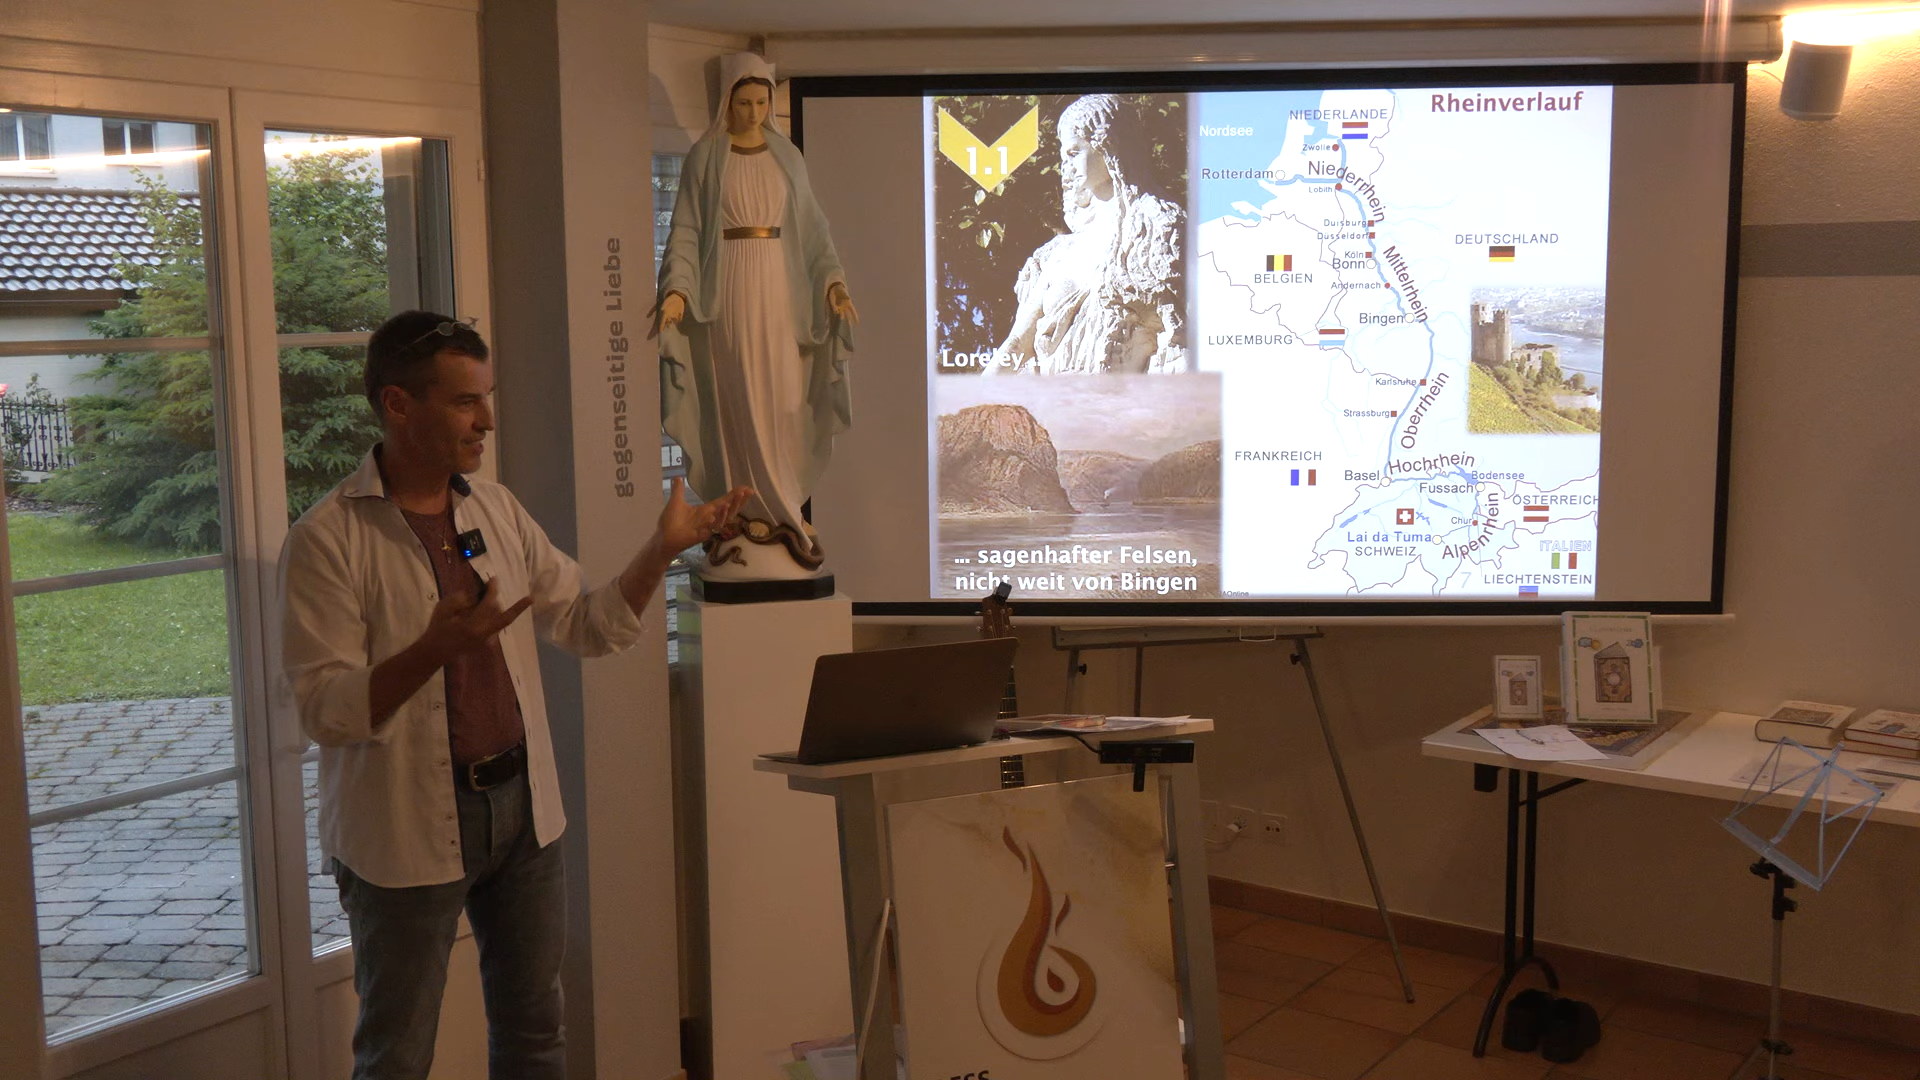 gegenseitige Liebe
1.1
Loreley ...
... sagenhafter Felsen,
nicht weit von Bingen
Rheinverlauf
NIEDERLANDE
Nordsee
Zwolle
Rotterdam
Niederrhein
Lobith
Duisburg
Düsseldorf
DEUTSCHLAND
Köln
Bonn
BELGIEN
Mittelrhein
Andernach
Bingen
LUXEMBURG
Karlsruhe
Strassburg
Oberrhein
FRANKREICH
Hochrhein
Basel
Bodensee
Fussach
ÖSTERREICH
Chur
Alpenrhein
Lai da Tuma
SCHWEIZ
ITALIEN
7
LIECHTENSTEIN